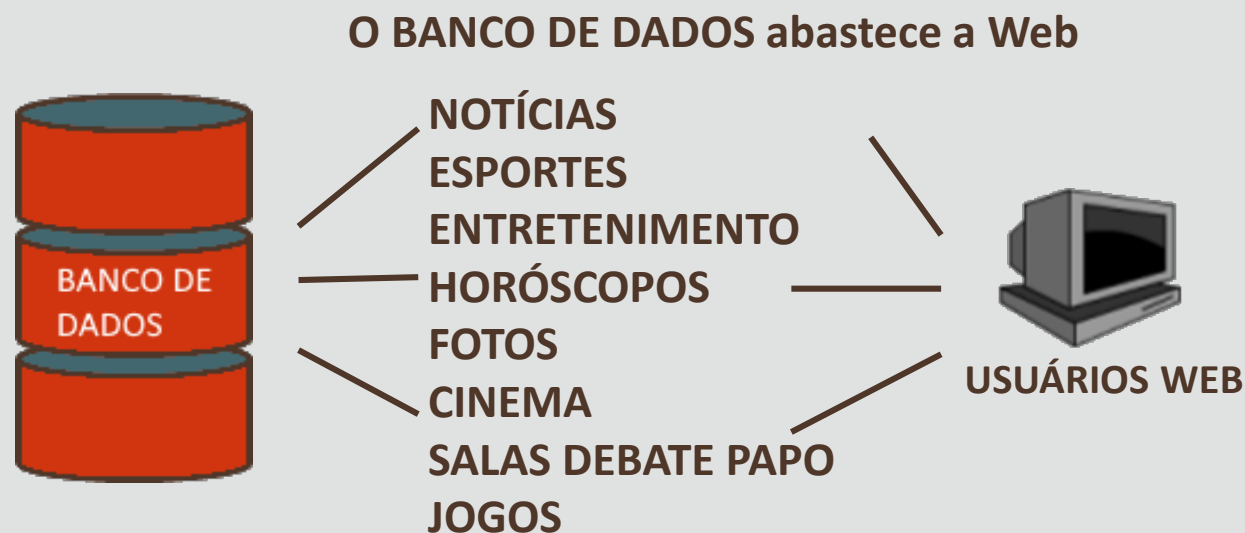 O BANCO DE DADOS abastece a Web
BANCO DE
DADOS
NOTÍCIAS
ESPORTES
ENTRETENIMENTO
HORÓSCOPOS
FOTOS
CINEMA
SALAS DEBATE PAPO
JOGOS
USUÁRIOS WEB